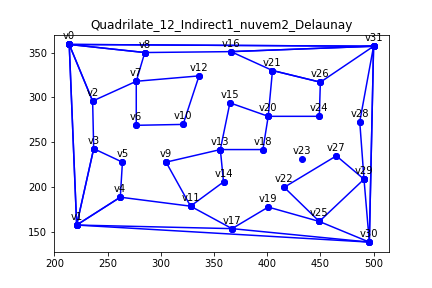 Quadrilate_12_Indirect1_nuvem2_Delaunay
v0
v31
v8
v16
350
v7
v12
v21
v26
300
v2
v15
v6
v10
v20
v24
v28
250
v3
v5
v9
v13
v18
v23
v27
200
v4
v14
v22
v29
v11
v19
v1
v17
v25
150
v30
200
250
300
350
400
450
500